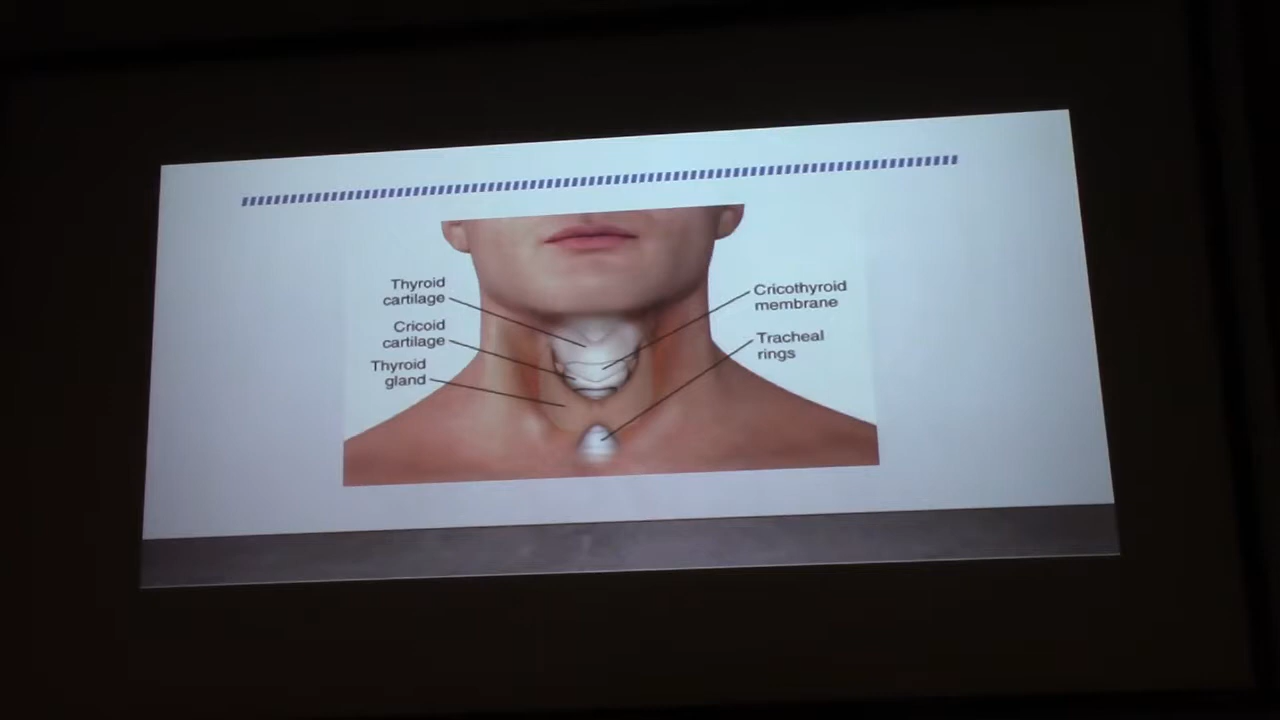 Thyroid
cartilage
Cricoid
cartilage
Thyroid
gland
Cricothyroid
membrane
Tracheal
rings